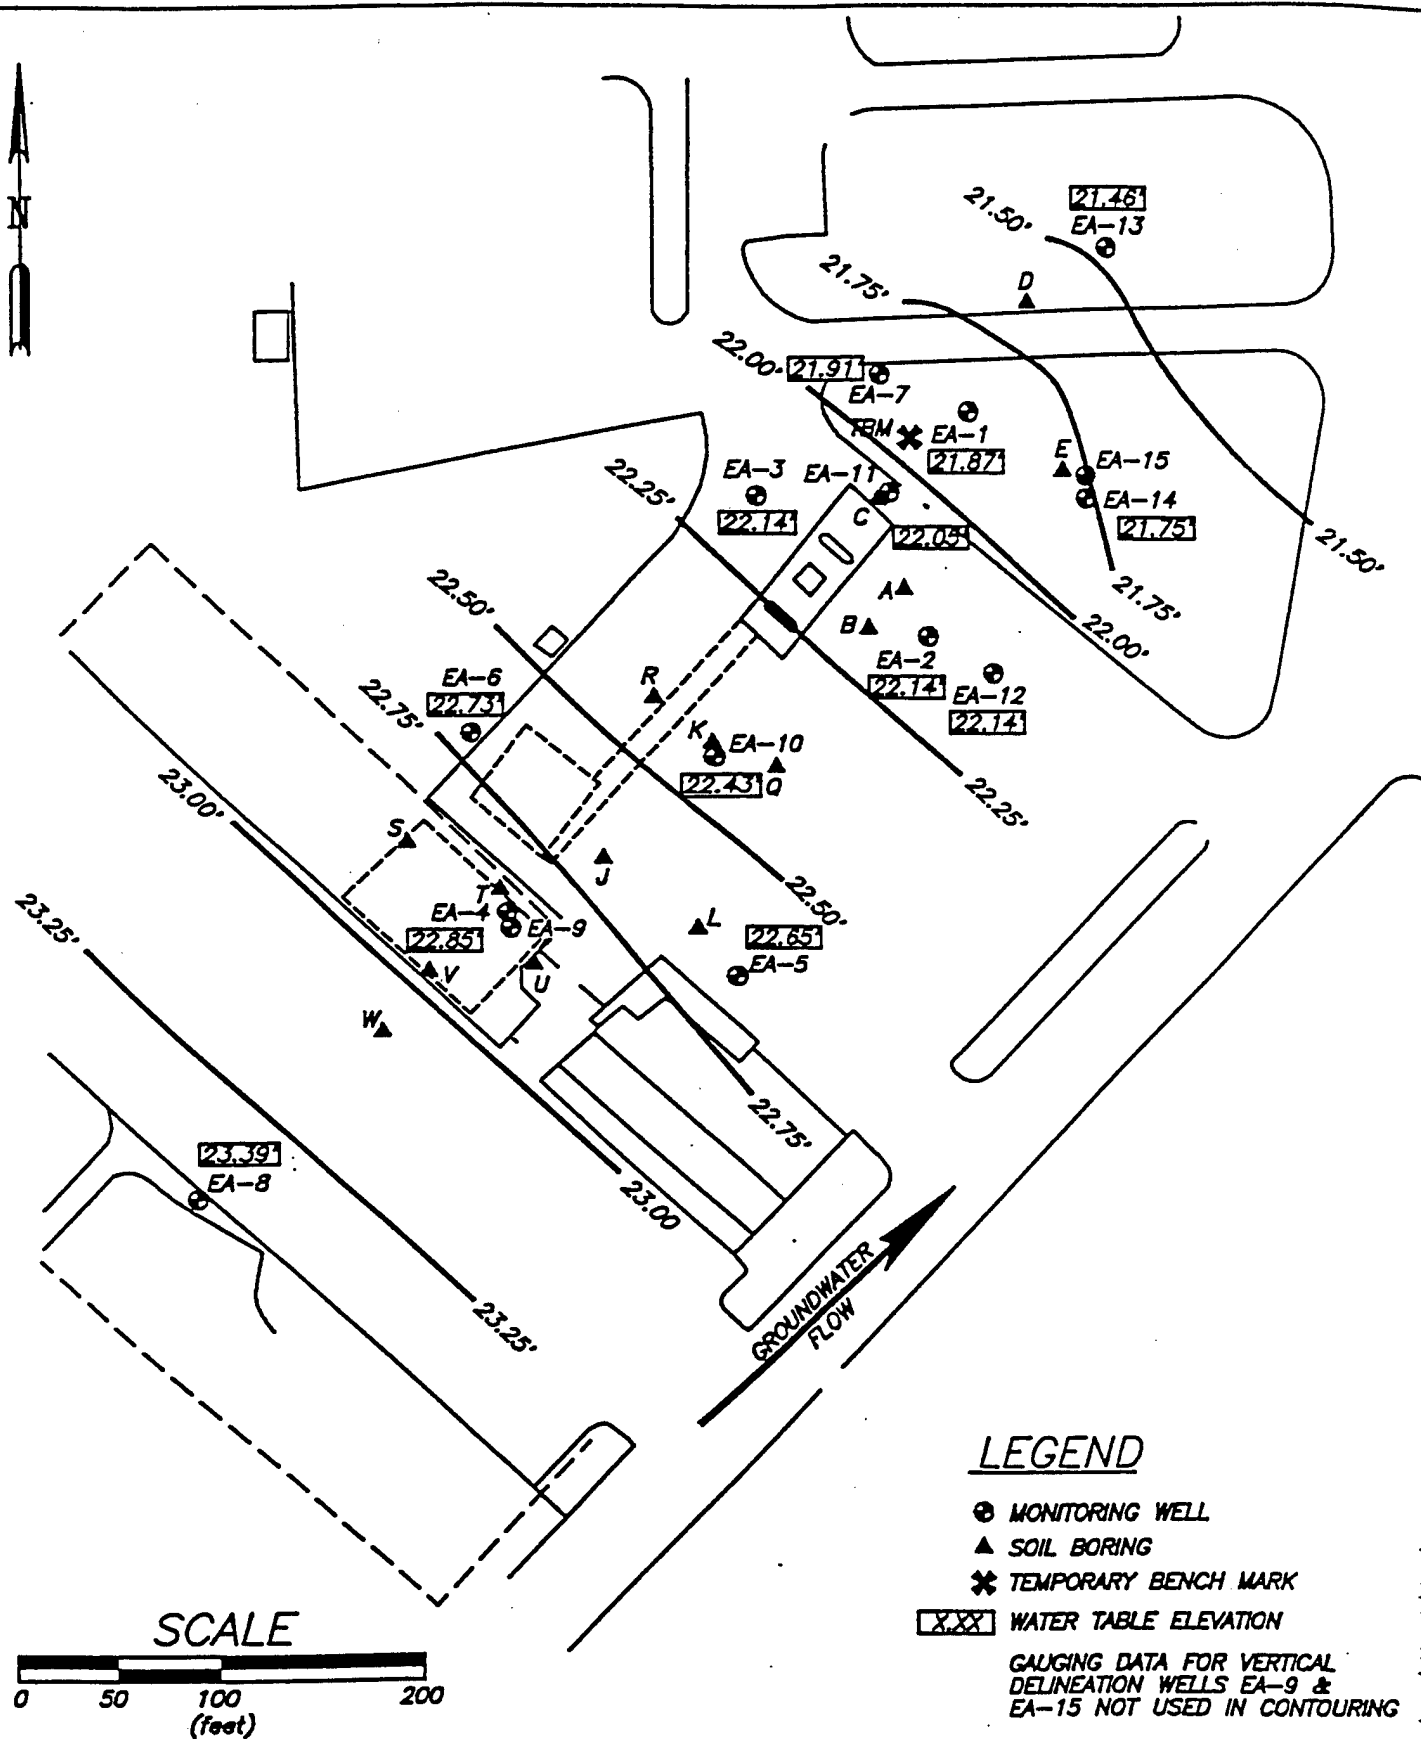 N
21.50'
21.46'
EA-13
D
21.75'
22.00'
21.91'
EA-7
TBM
EA-1
21.87'
E
EA-15
EA-14
21.75'
22.25'
EA-3
22.14'
EA-11
C
22.05'
21.50'
21.75'
22.00'
22.50'
A
B
EA-2
22.14'
EA-12
22.14'
EA-6
22.73'
R
22.75'
K
EA-10
22.43'
Q
22.25'
23.00'
S
J
T
EA-4
22.85'
EA-9
V
U
L
22.50'
22.65'
EA-5
23.25'
W
22.75'
23.39'
EA-8
23.00
23.25'
GROUNDWATER
FLOW
LEGEND
MONITORING WELL
SOIL BORING
TEMPORARY BENCH MARK
X.XX WATER TABLE ELEVATION
GAUGING DATA FOR VERTICAL
DELINEATION WELLS EA-9 &
EA-15 NOT USED IN CONTOURING
SCALE
0 50 100 200
(feet)